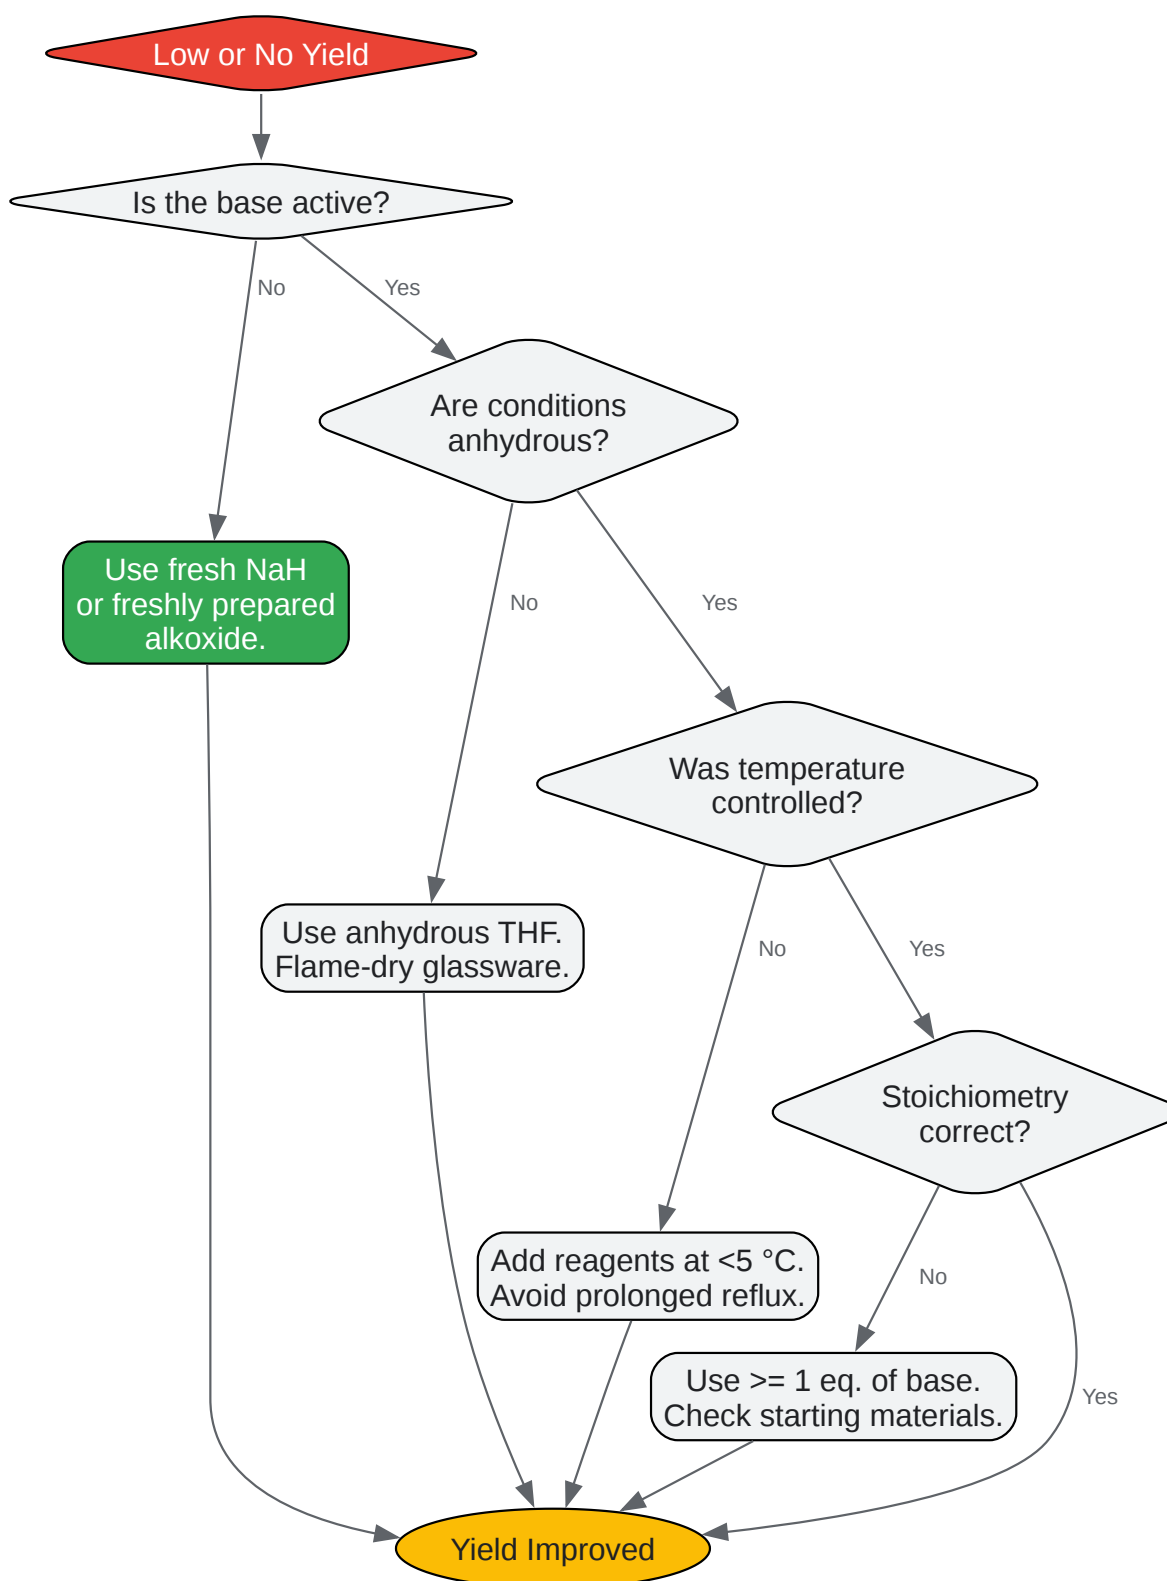 Low or No Yield
Is the base active?
No
Yes
Are conditions
anhydrous?
Use fresh NaH
or freshly prepared
alkoxide.
No
Yes
Was temperature
controlled?
Use anhydrous THF.
Flame-dry glassware.
No
Yes
Stoichiometry
correct?
Add reagents at <5 °C.
Avoid prolonged reflux.
No
Use >= 1 eq. of base.
Check starting materials.
Yes
Yield Improved